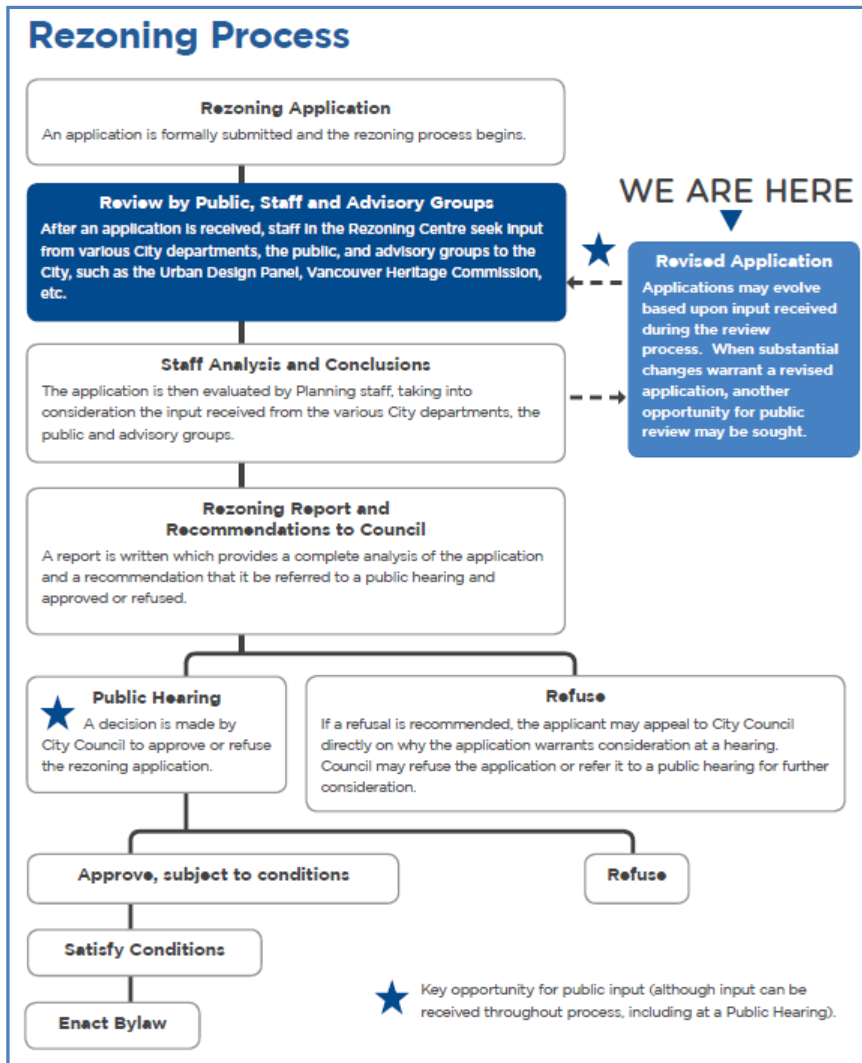 Rezoning Process
Rezoning Application
An application is formally submitted and the rezoning process begins.
Review by Public, Staff and Advisory Groups
After an application is received, staff in the Rezoning Centre seek input
from various City departments, the public, and advisory groups to the
City, such as the Urban Design Panel, Vancouver Heritage Commission,
etc.
WE ARE HERE
Revised Application
Applications may evolve
based upon input received
during the review
process. When substantial
changes warrant a revised
application, another
opportunity for public
review may be sought.
Staff Analysis and Conclusions
The application is then evaluated by Planning staff, taking into
consideration the input received from the various City departments, the
public and advisory groups.
Rezoning Report and
Recommendations to Council
A report is written which provides a complete analysis of the application
and a recommendation that it be referred to a public hearing and
approved or refused.
Public Hearing
A decision is made by
City Council to approve or refuse
the rezoning application.
Refuse
If a refusal is recommended, the applicant may appeal to City Council
directly on why the application warrants consideration at a hearing.
Council may refuse the application or refer it to a public hearing for further
consideration.
Approve, subject to conditions
Refuse
Satisfy Conditions
Enact Bylaw
Key opportunity for public input (although input can be
received throughout process, including at a Public Hearing).